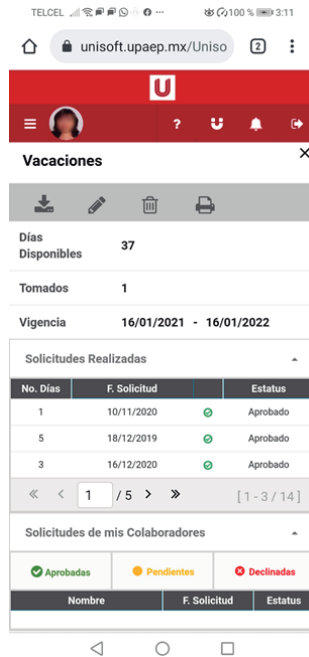 TELCEL 100 % 3:11
unisoft.upaep.mx/Uniso 2
U
?
Vacaciones ×
Días Disponibles 37
Tomados 1
Vigencia 16/01/2021 - 16/01/2022
Solicitudes Realizadas
No. Días F. Solicitud Estatus
1 10/11/2020 Aprobado
5 18/12/2019 Aprobado
3 16/12/2020 Aprobado
« < 1 / 5 > » [ 1 - 3 / 14 ]
Solicitudes de mis Colaboradores
Aprobadas Pendientes Declinadas
Nombre F. Solicitud Estatus